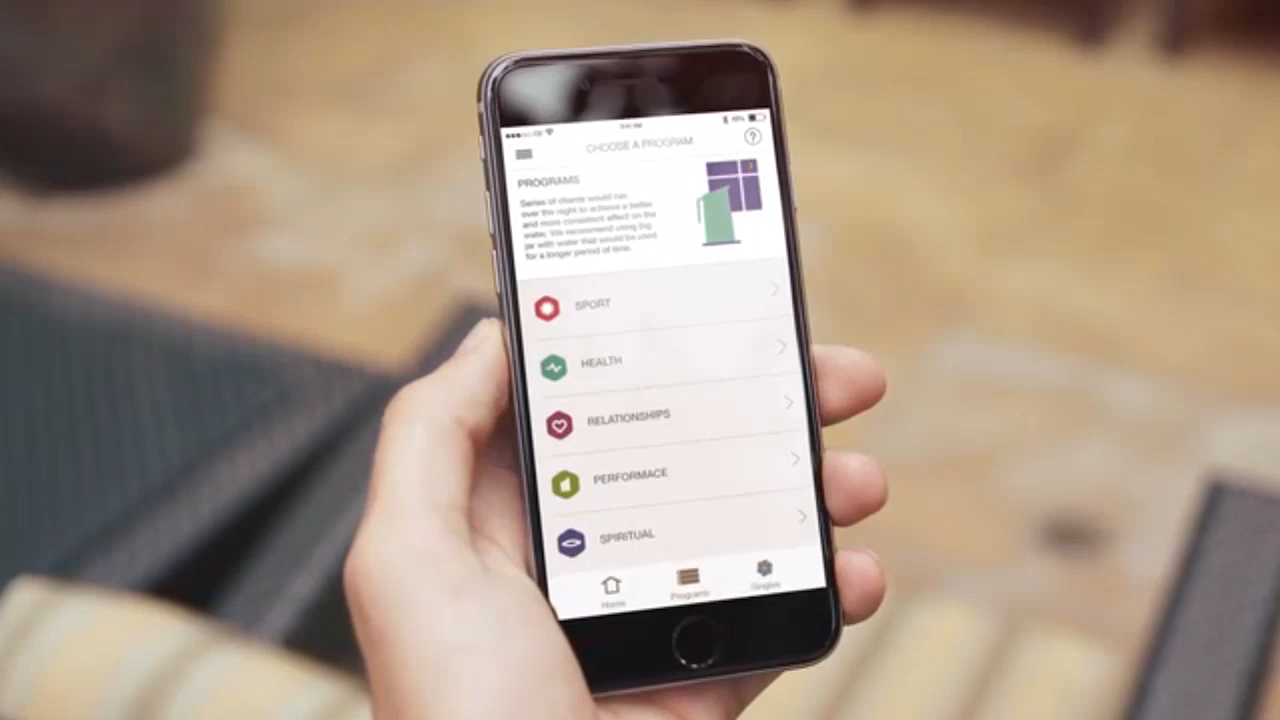 CHOOSE A PROGRAM
PROGRAMS
Series of chants would run
over the night to achieve a better
and more consistent effect on the
water. We recommend using big
jar with water that would be used
for a longer period of time.
SPORT
HEALTH
RELATIONSHIPS
PERFORMACE
SPIRITUAL
Home
Programs
Singles